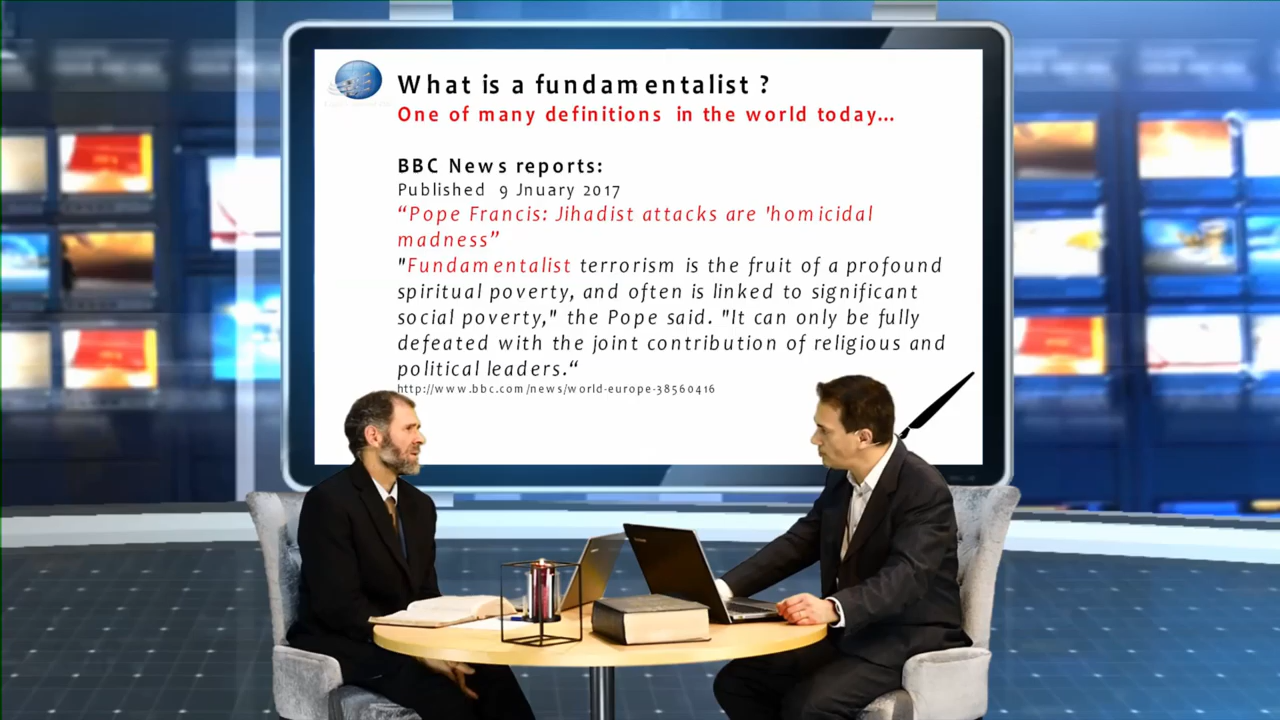 What is a fundamentalist ?
One of many definitions in the world today...
BBC News reports:
Published 9 Jnuary 2017
“Pope Francis: Jihadist attacks are 'homicidal
madness”
"Fundamentalist terrorism is the fruit of a profound
spiritual poverty, and often is linked to significant
social poverty," the Pope said. "It can only be fully
defeated with the joint contribution of religious and
political leaders.“
http://www.bbc.com/news/world-europe-38560416